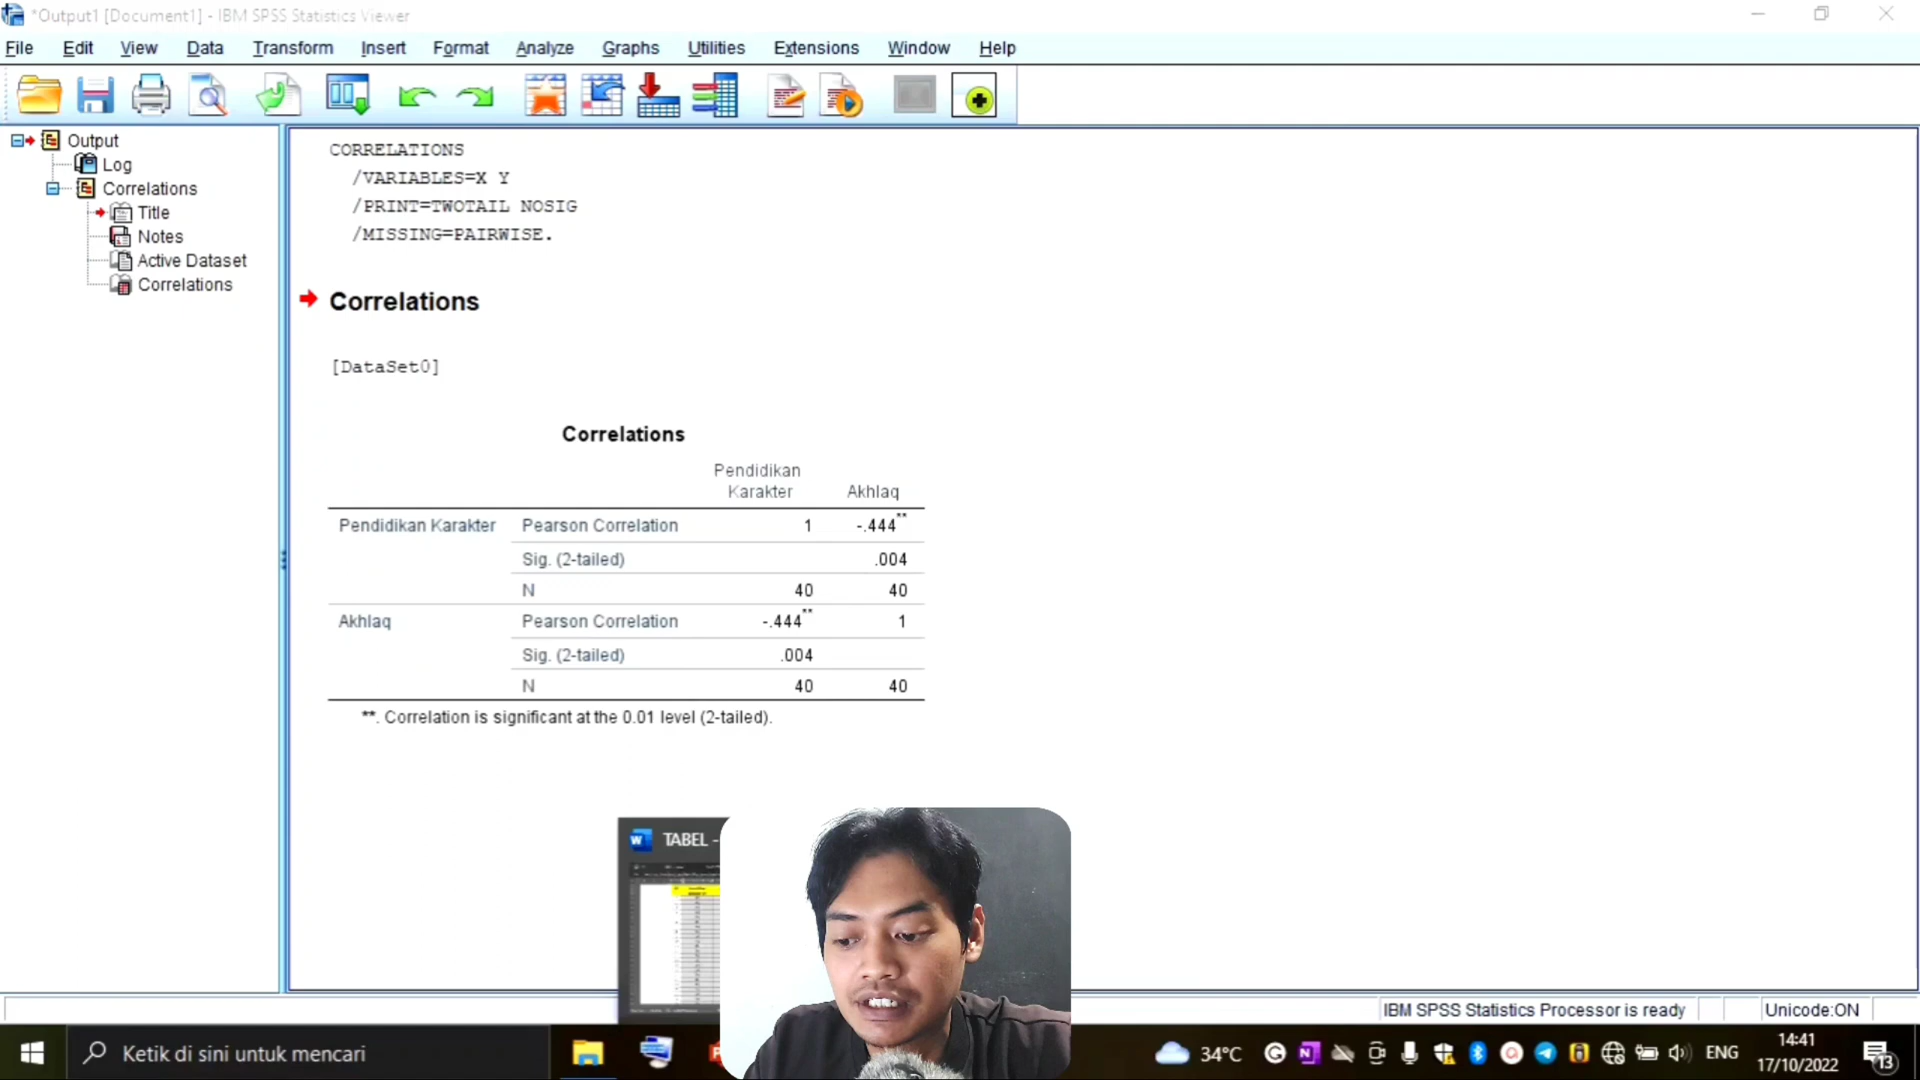 *Output1 [Document1] - IBM SPSS Statistics Viewer
File Edit View Data Transform Insert Format Analyze Graphs Utilities Extensions Window Help
Output
Log
Correlations
Title
Notes
Active Dataset
Correlations
CORRELATIONS
/VARIABLES=X Y
/PRINT=TWOTAIL NOSIG
/MISSING=PAIRWISE.
Correlations
[DataSet0]
Correlations
Pendidikan
Karakter Akhlaq
Pendidikan Karakter Pearson Correlation 1 -.444**
Sig. (2-tailed) .004
N 40 40
Akhlaq Pearson Correlation -.444** 1
Sig. (2-tailed) .004
N 40 40
**. Correlation is significant at the 0.01 level (2-tailed).
TABEL -
IBM SPSS Statistics Processor is ready Unicode:ON
Ketik di sini untuk mencari
34°C
ENG
14:41
17/10/2022
13